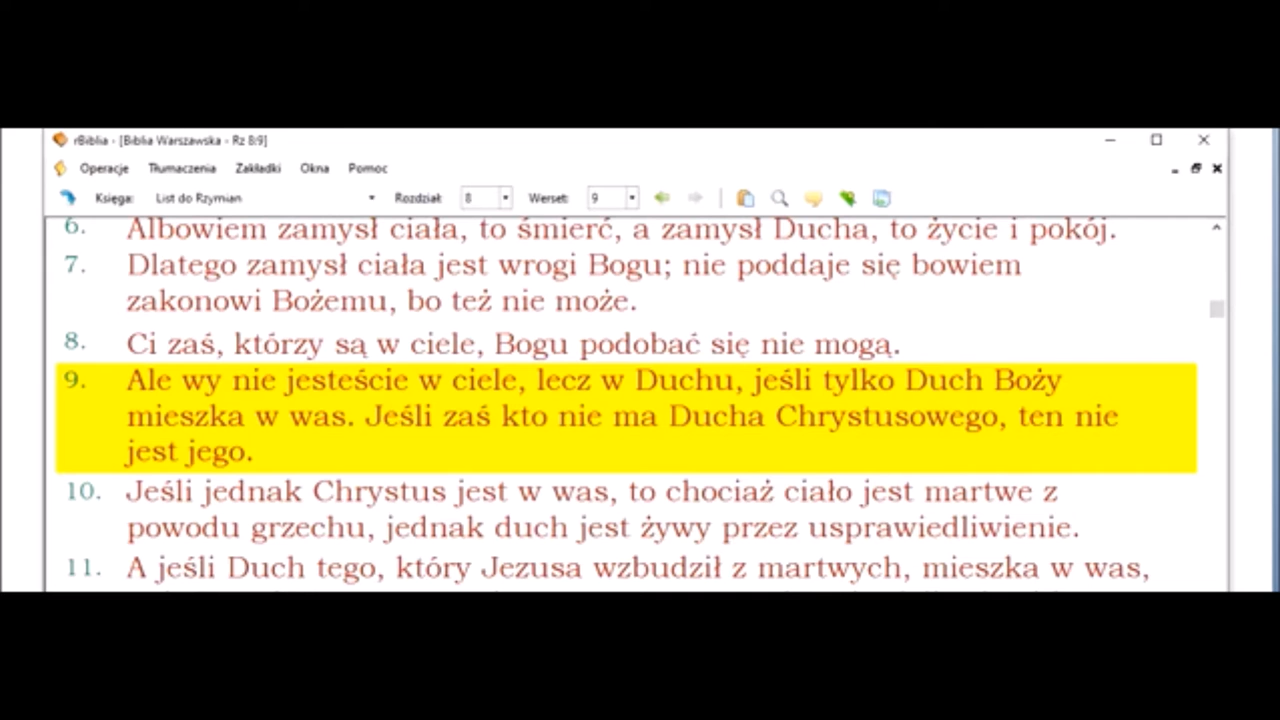 rBiblia - [Biblia Warszawska - Rz 8:9]
Operacje Tłumaczenia Zakładki Okna Pomoc
Księga: List do Rzymian Rozdział: 8 Werset: 9
6. Albowiem zamysł ciała, to śmierć, a zamysł Ducha, to życie i pokój.
7. Dlatego zamysł ciała jest wrogi Bogu; nie poddaje się bowiem
zakonowi Bożemu, bo też nie może.
8. Ci zaś, którzy są w ciele, Bogu podobać się nie mogą.
9. Ale wy nie jesteście w ciele, lecz w Duchu, jeśli tylko Duch Boży
mieszka w was. Jeśli zaś kto nie ma Ducha Chrystusowego, ten nie
jest jego.
10. Jeśli jednak Chrystus jest w was, to chociaż ciało jest martwe z
powodu grzechu, jednak duch jest żywy przez usprawiedliwienie.
11. A jeśli Duch tego, który Jezusa wzbudził z martwych, mieszka w was,